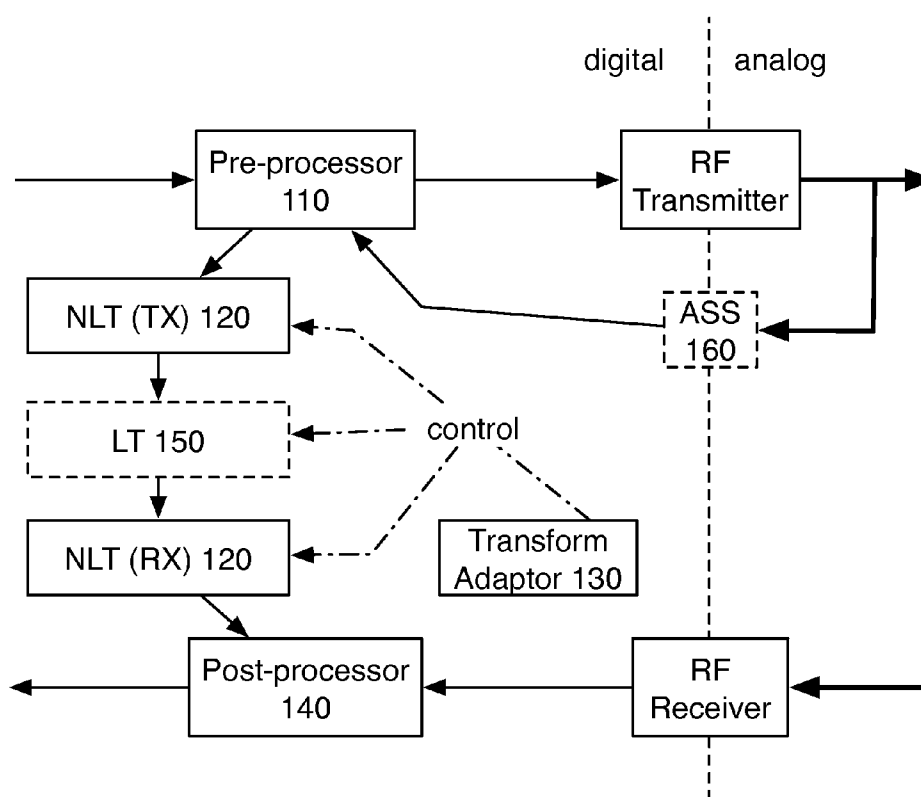 digital
analog
Pre-processor
110
RF
Transmitter
NLT (TX) 120
ASS
160
LT 150
control
NLT (RX) 120
Transform
Adaptor 130
Post-processor
140
RF
Receiver